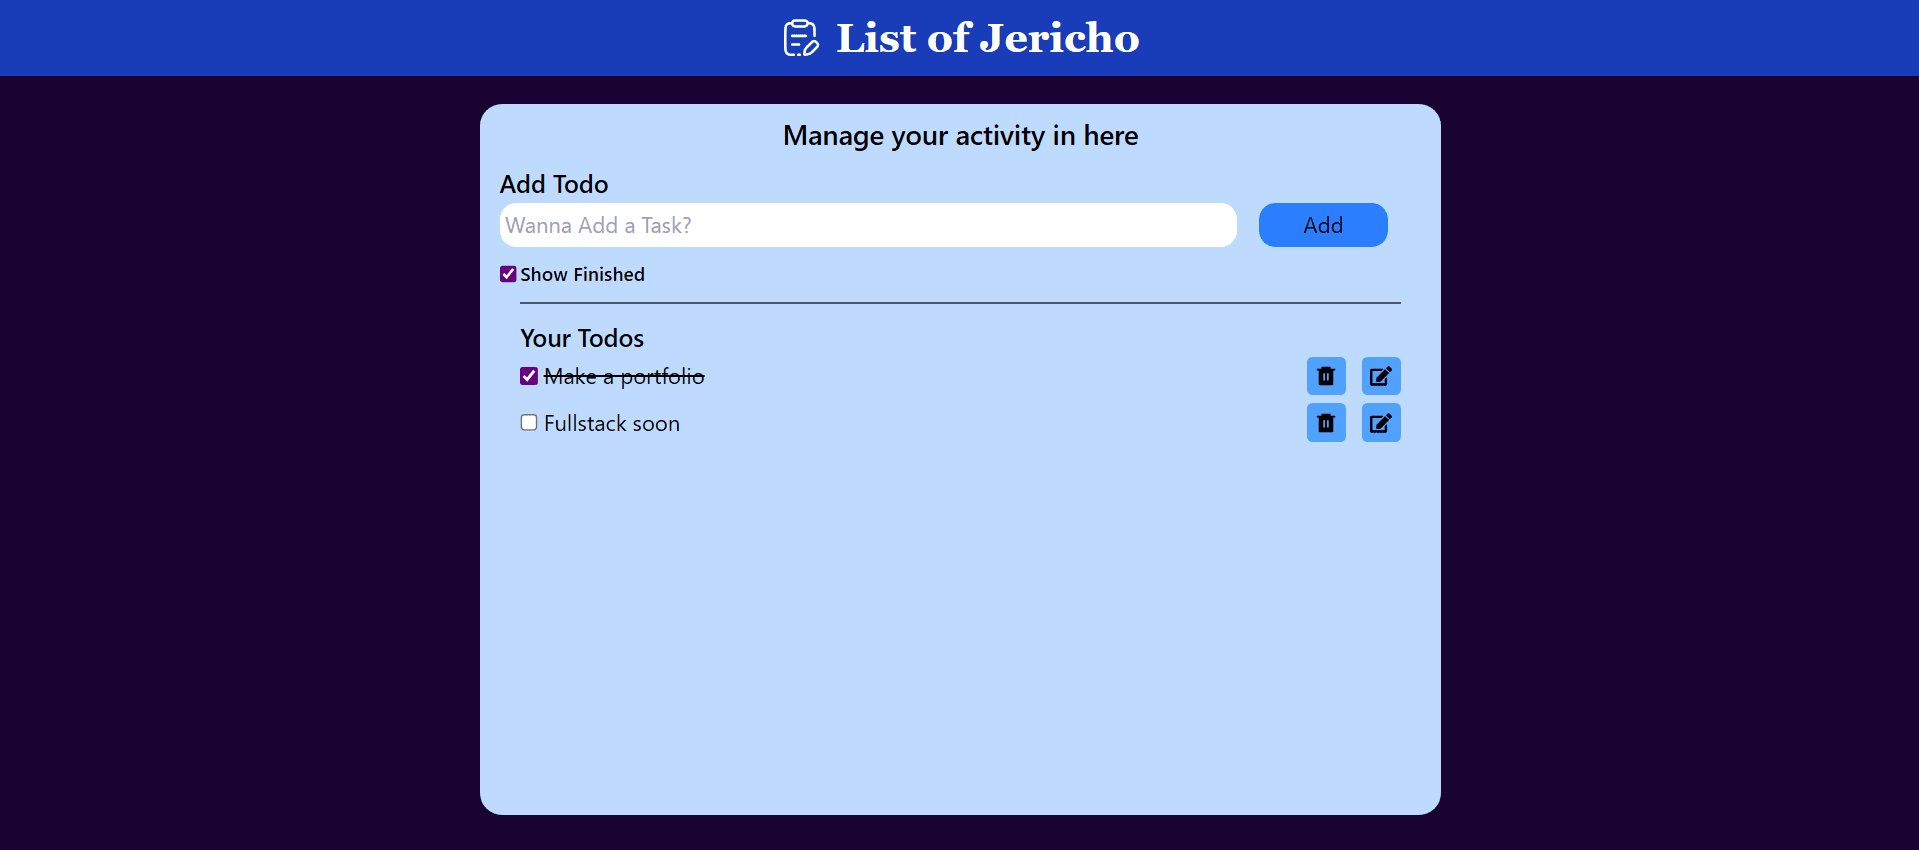 List of Jericho
Manage your activity in here
Add Todo
Wanna Add a Task?
Add
Show Finished
Your Todos
Make a portfolio
Fullstack soon